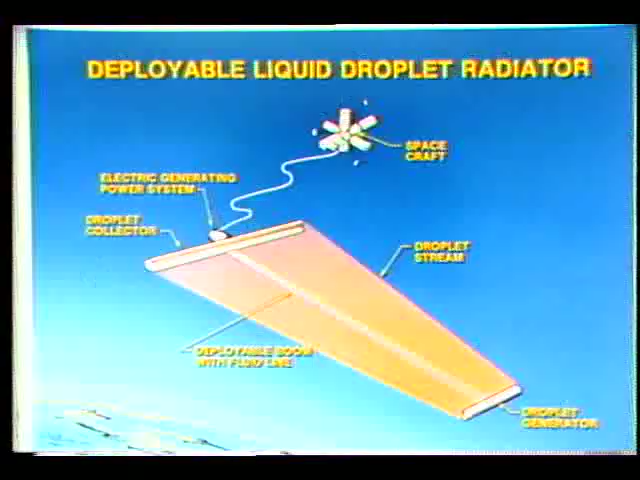 DEPLOYABLE LIQUID DROPLET RADIATOR
SPACE
CRAFT
ELECTRIC GENERATING
POWER SYSTEM
DROPLET
COLLECTOR
DROPLET
STREAM
DEPLOYABLE BOOM
WITH FLUID LINE
DROPLET
GENERATOR